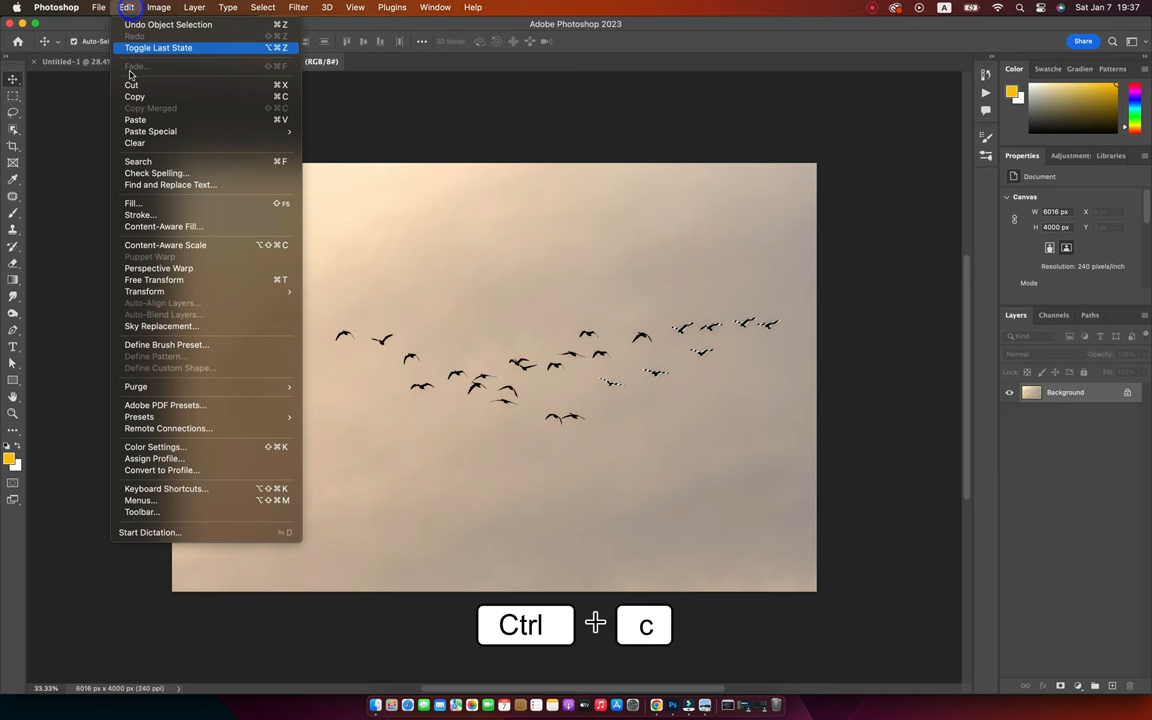 Photoshop File Edit Image Layer Type Select Filter 3D View Plugins Window Help Sat Jan 7 19:37
Adobe Photoshop 2023
Auto-Sel 3D Mode: Share
Untitled-1 @ 28.4% (RGB/8#)
Undo Object Selection ⌘Z
Redo ⇧⌘Z
Toggle Last State ⌥⌘Z
Fade... ⇧⌘F
Cut ⌘X
Copy ⌘C
Copy Merged ⇧⌘C
Paste ⌘V
Paste Special
Clear
Search ⌘F
Check Spelling...
Find and Replace Text...
Fill... ⇧F5
Stroke...
Content-Aware Fill...
Content-Aware Scale ⌥⇧⌘C
Puppet Warp
Perspective Warp
Free Transform ⌘T
Transform
Auto-Align Layers...
Auto-Blend Layers...
Sky Replacement...
Define Brush Preset...
Define Pattern...
Define Custom Shape...
Purge
Adobe PDF Presets...
Presets
Remote Connections...
Color Settings... ⇧⌘K
Assign Profile...
Convert to Profile...
Keyboard Shortcuts... ⌥⇧⌘K
Menus... ⌥⇧⌘M
Toolbar...
Start Dictation... fn D
Color Swatche Gradien Patterns
Properties Adjustment: Libraries
Document
Canvas
W 6016 px X
H 4000 px Y
Resolution: 240 pixels/inch
Mode
Layers Channels Paths
Kind
Normal Opacity: 100%
Lock: Fill: 100%
Background
Ctrl + c
33.33% 6016 px x 4000 px (240 ppi)